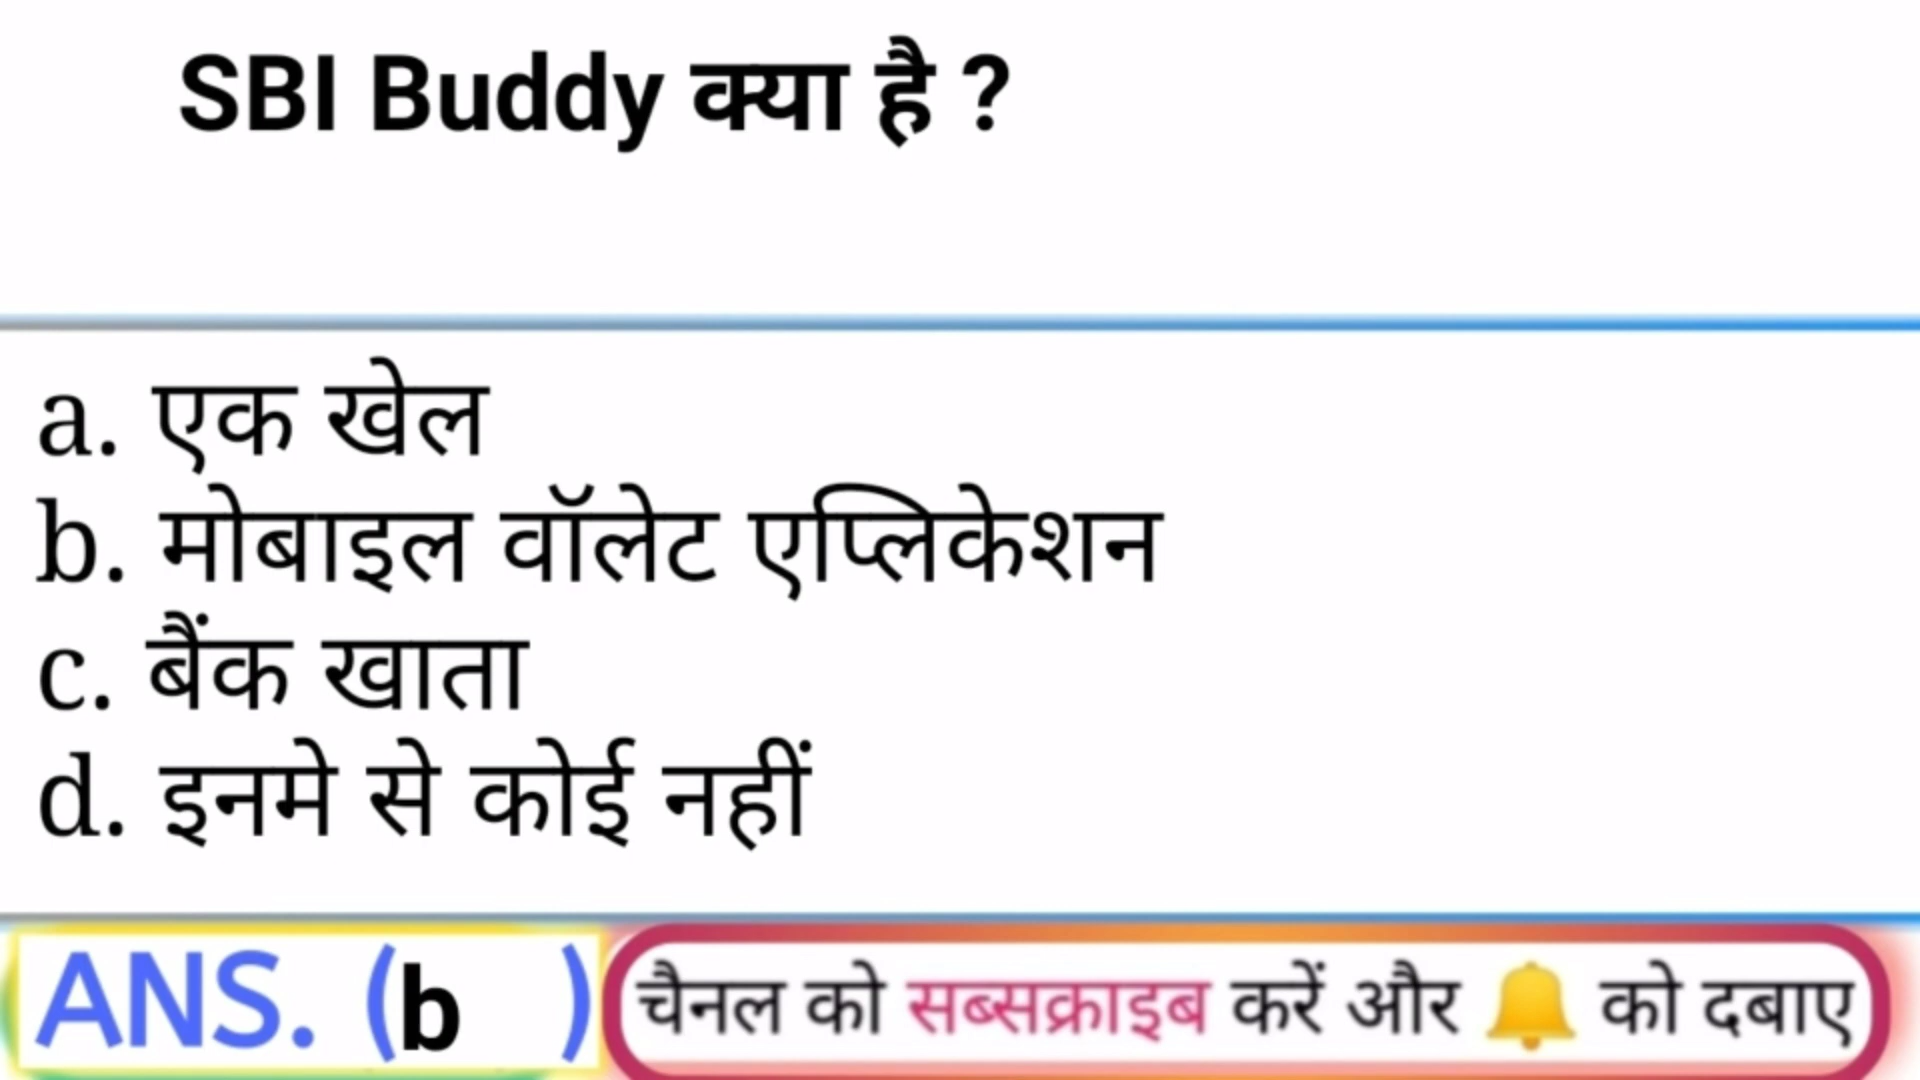 SBI Buddy क्या है ?
a. एक खेल
b. मोबाइल वॉलेट एप्लिकेशन
c. बैंक खाता
d. इनमे से कोई नहीं
ANS. (b ) चैनल को सब्सक्राइब करें और 🔔 को दबाए